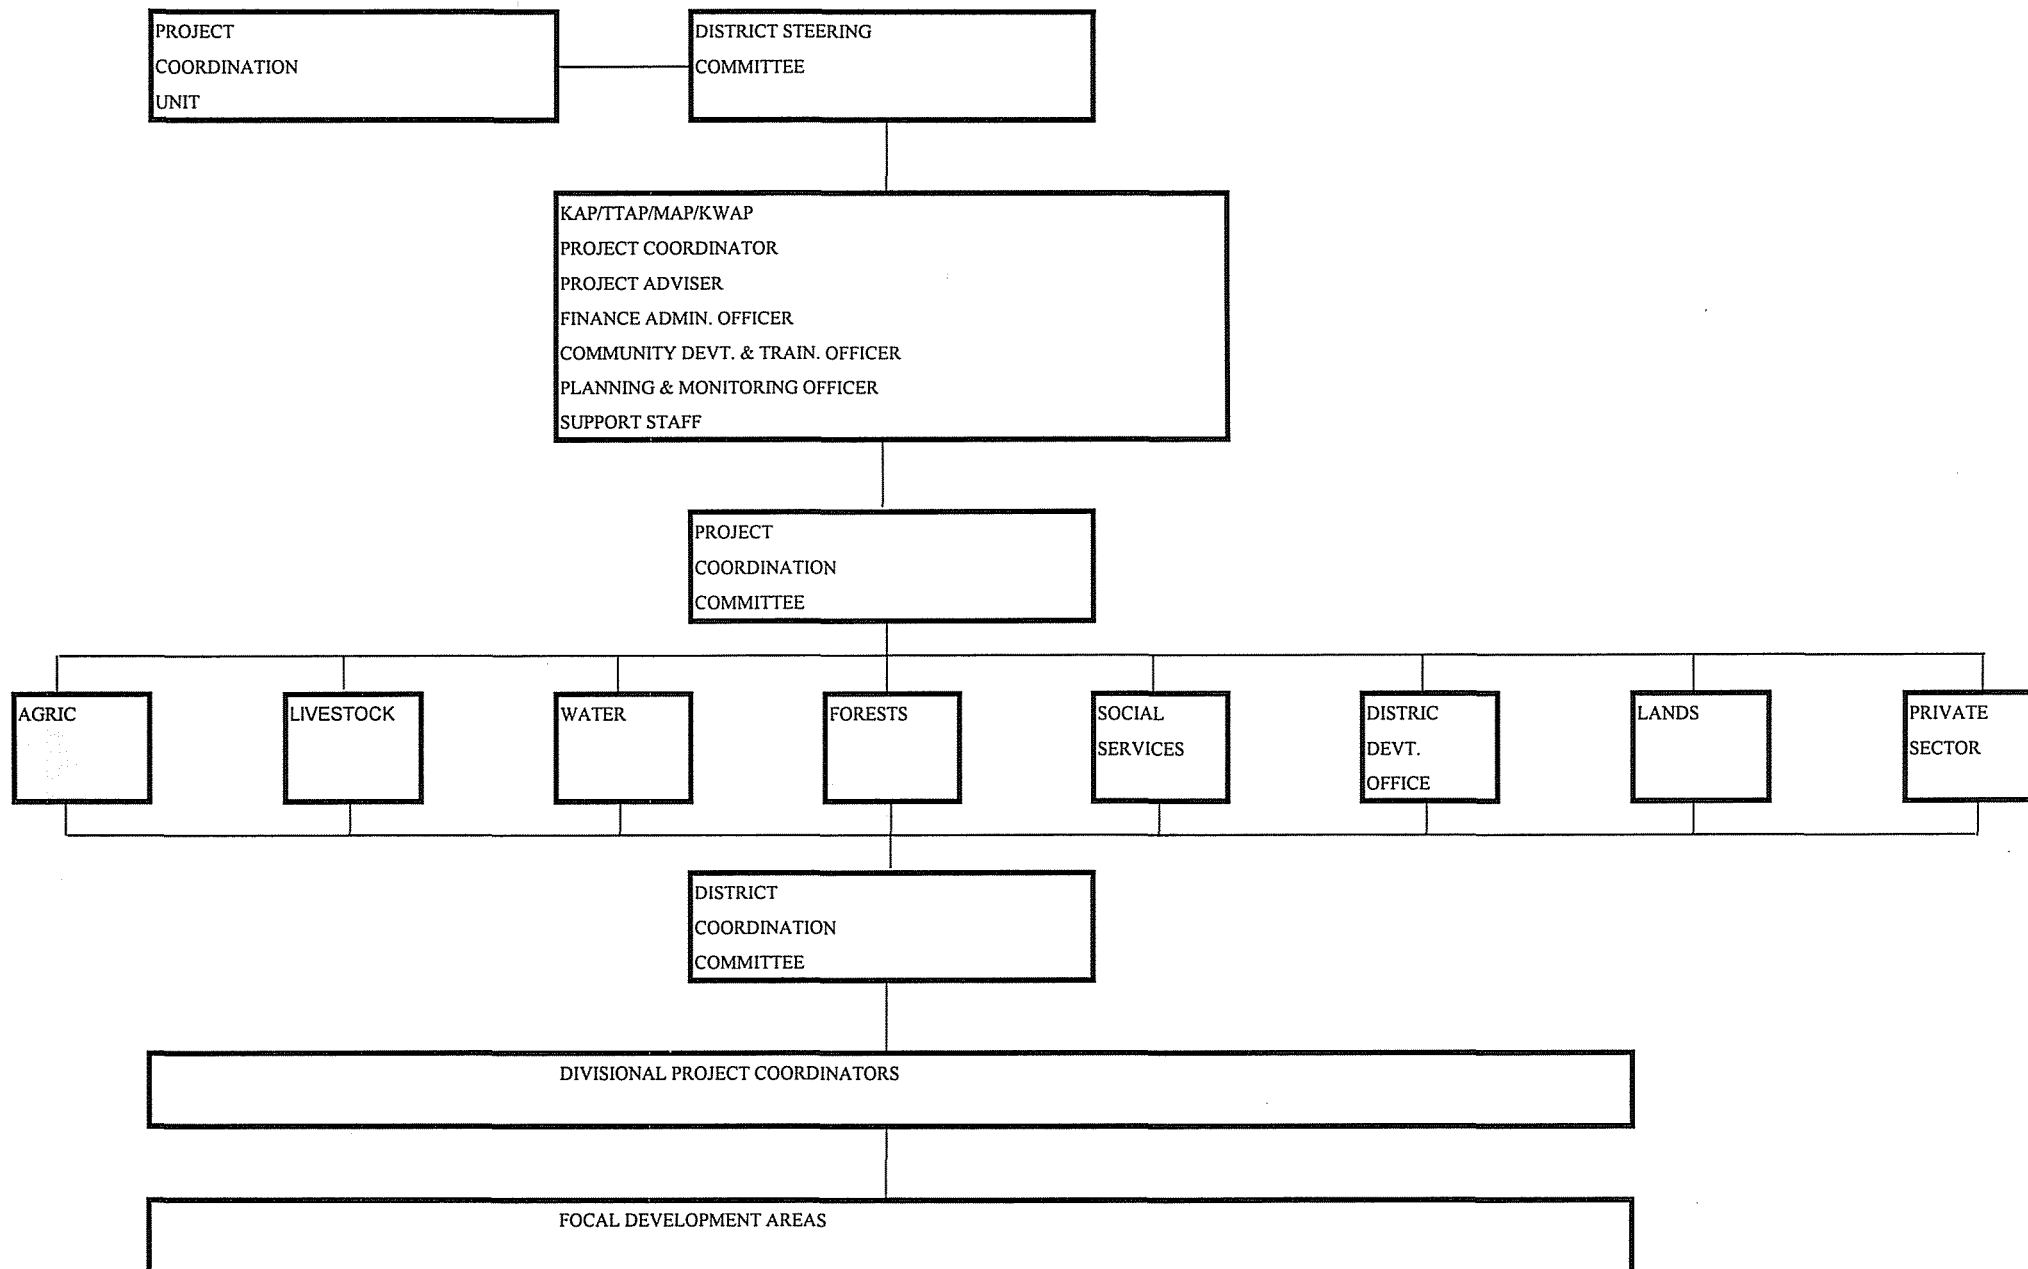 PROJECT
COORDINATION
UNIT
DISTRICT STEERING
COMMITTEE
KAP/TTAP/MAP/KWAP
PROJECT COORDINATOR
PROJECT ADVISER
FINANCE ADMIN. OFFICER
COMMUNITY DEVT. & TRAIN. OFFICER
PLANNING & MONITORING OFFICER
SUPPORT STAFF
PROJECT
COORDINATION
COMMITTEE
AGRIC
LIVESTOCK
WATER
FORESTS
SOCIAL
SERVICES
DISTRIC
DEVT.
OFFICE
LANDS
PRIVATE
SECTOR
DISTRICT
COORDINATION
COMMITTEE
DIVISIONAL PROJECT COORDINATORS
FOCAL DEVELOPMENT AREAS